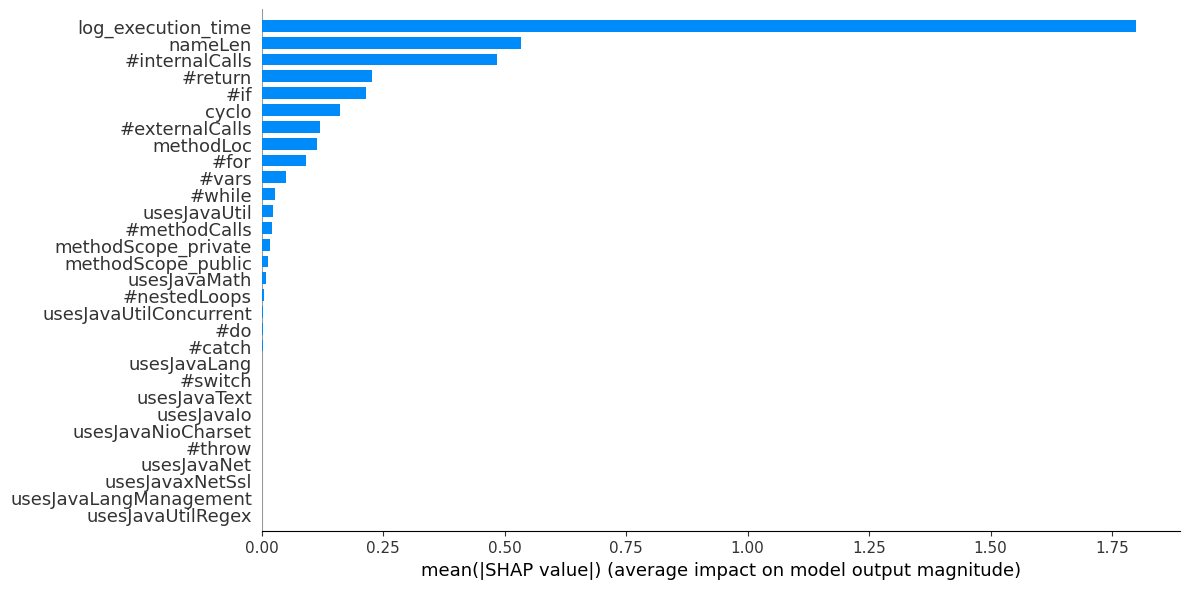 log_execution_time
nameLen
#internalCalls
#return
#if
cyclo
#externalCalls
methodLoc
#for
#vars
#while
usesJavaUtil
#methodCalls
methodScope_private
methodScope_public
usesJavaMath
#nestedLoops
usesJavaUtilConcurrent
#do
#catch
usesJavaLang
#switch
usesJavaText
usesJavaIo
usesJavaNioCharset
#throw
usesJavaNet
usesJavaxNetSsl
usesJavaLangManagement
usesJavaUtilRegex
0.00 0.25 0.50 0.75 1.00 1.25 1.50 1.75
mean(|SHAP value|) (average impact on model output magnitude)